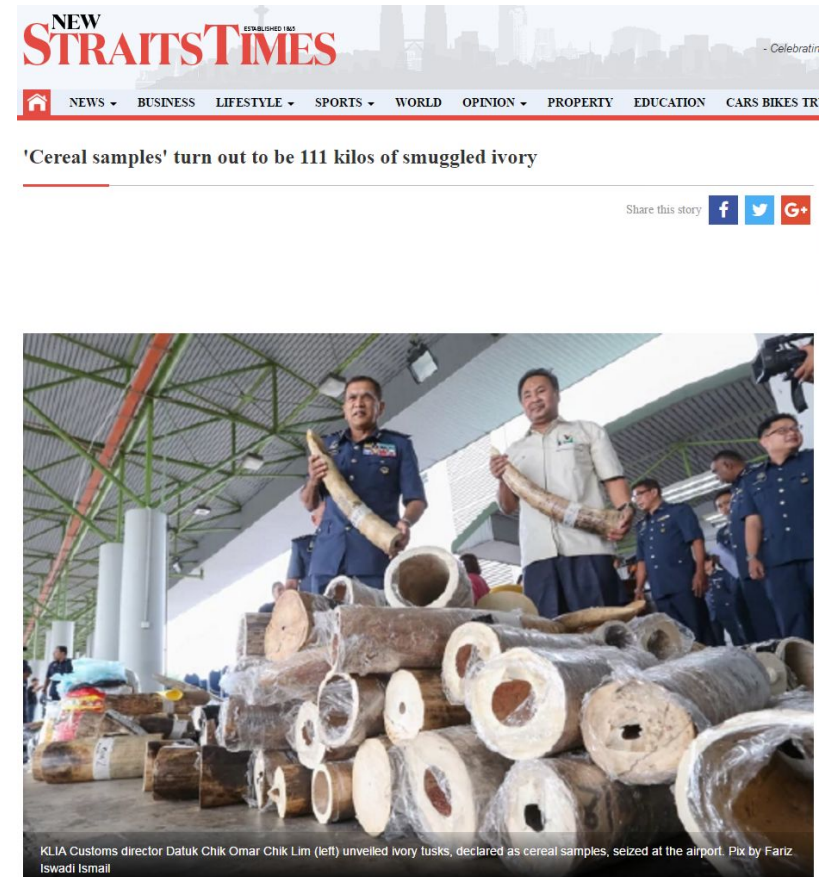 NEW
STRAITS TIMES
ESTABLISHED 1845
- Celebratin
NEWS
BUSINESS
LIFESTYLE
SPORTS
WORLD
OPINION
PROPERTY
EDUCATION
CARS BIKES TR
'Cereal samples' turn out to be 111 kilos of smuggled ivory
Share this story
f
G+
KLIA Customs director Datuk Chik Omar Chik Lim (left) unveiled ivory tusks, declared as cereal samples, seized at the airport. Pix by Fariz
Iswadi Ismail